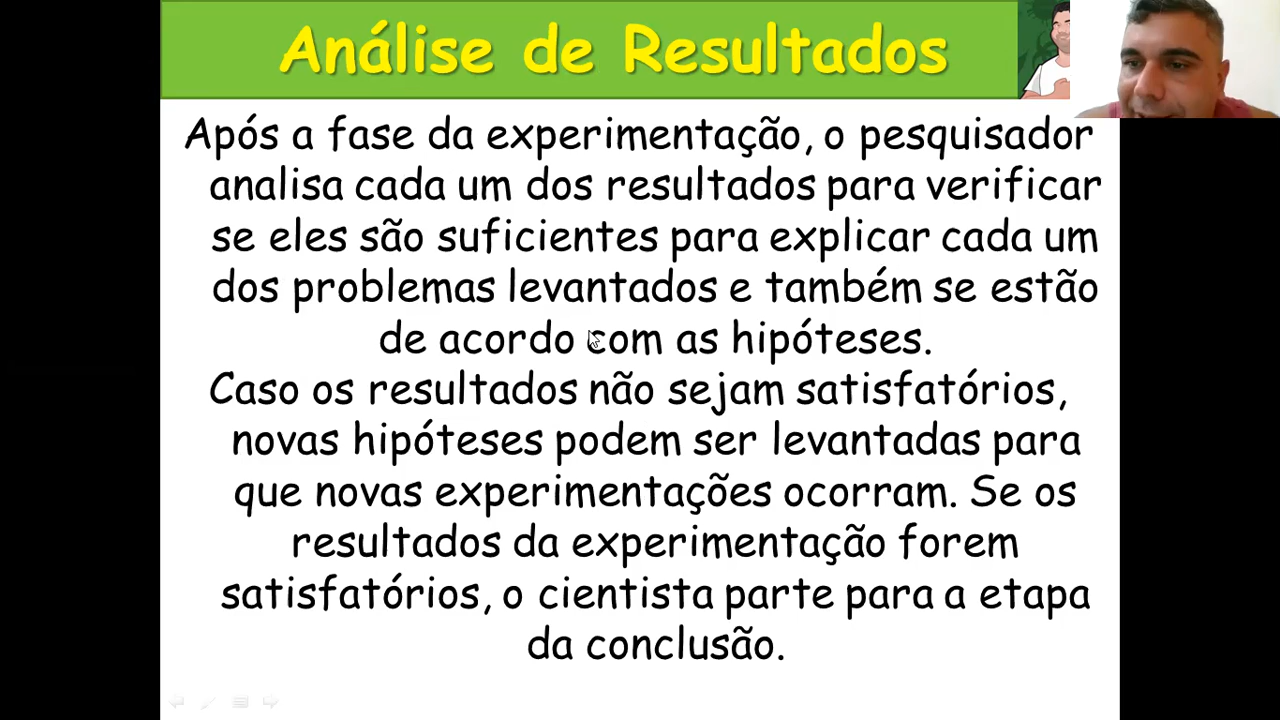 Análise de Resultados
Após a fase da experimentação, o pesquisador
analisa cada um dos resultados para verificar
se eles são suficientes para explicar cada um
dos problemas levantados e também se estão
de acordo com as hipóteses.
Caso os resultados não sejam satisfatórios,
novas hipóteses podem ser levantadas para
que novas experimentações ocorram. Se os
resultados da experimentação forem
satisfatórios, o cientista parte para a etapa
da conclusão.